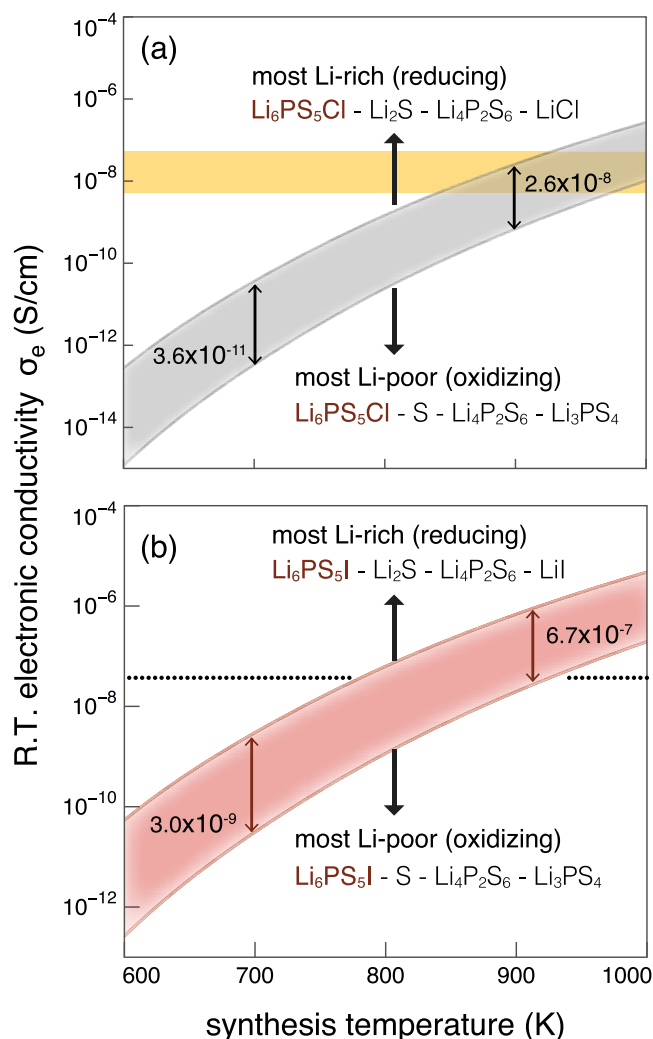 R.T. electronic conductivity σₑ (S/cm)
10⁻⁴
(a)
most Li-rich (reducing)
Li₆PS₅Cl - Li₂S - Li₄P₂S₆ - LiCl
10⁻⁶
10⁻⁸
2.6x10⁻⁸
10⁻¹⁰
10⁻¹²
3.6x10⁻¹¹
most Li-poor (oxidizing)
Li₆PS₅Cl - S - Li₄P₂S₆ - Li₃PS₄
10⁻¹⁴
10⁻⁴
(b)
most Li-rich (reducing)
Li₆PS₅I - Li₂S - Li₄P₂S₆ - LiI
10⁻⁶
6.7x10⁻⁷
10⁻⁸
10⁻¹⁰
3.0x10⁻⁹
most Li-poor (oxidizing)
Li₆PS₅I - S - Li₄P₂S₆ - Li₃PS₄
10⁻¹²
600 700 800 900 1000
synthesis temperature (K)